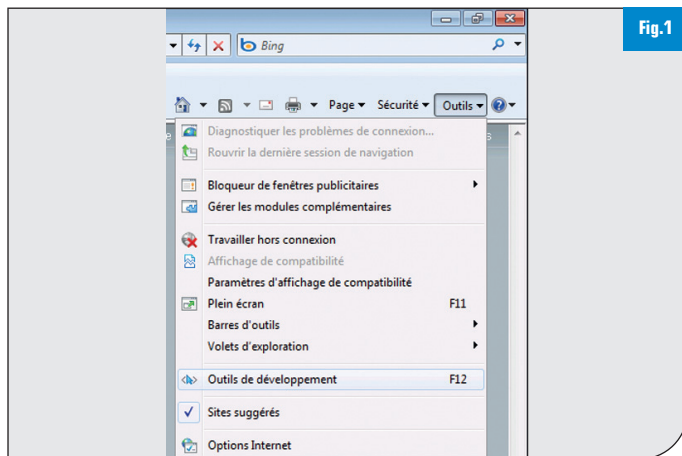 Fig.1
Bing
Page Sécurité Outils
Diagnostiquer les problèmes de connexion...
Rouvrir la dernière session de navigation
Bloqueur de fenêtres publicitaires
Gérer les modules complémentaires
Travailler hors connexion
Affichage de compatibilité
Paramètres d'affichage de compatibilité
Plein écran F11
Barres d'outils
Volets d'exploration
Outils de développement F12
Sites suggérés
Options Internet